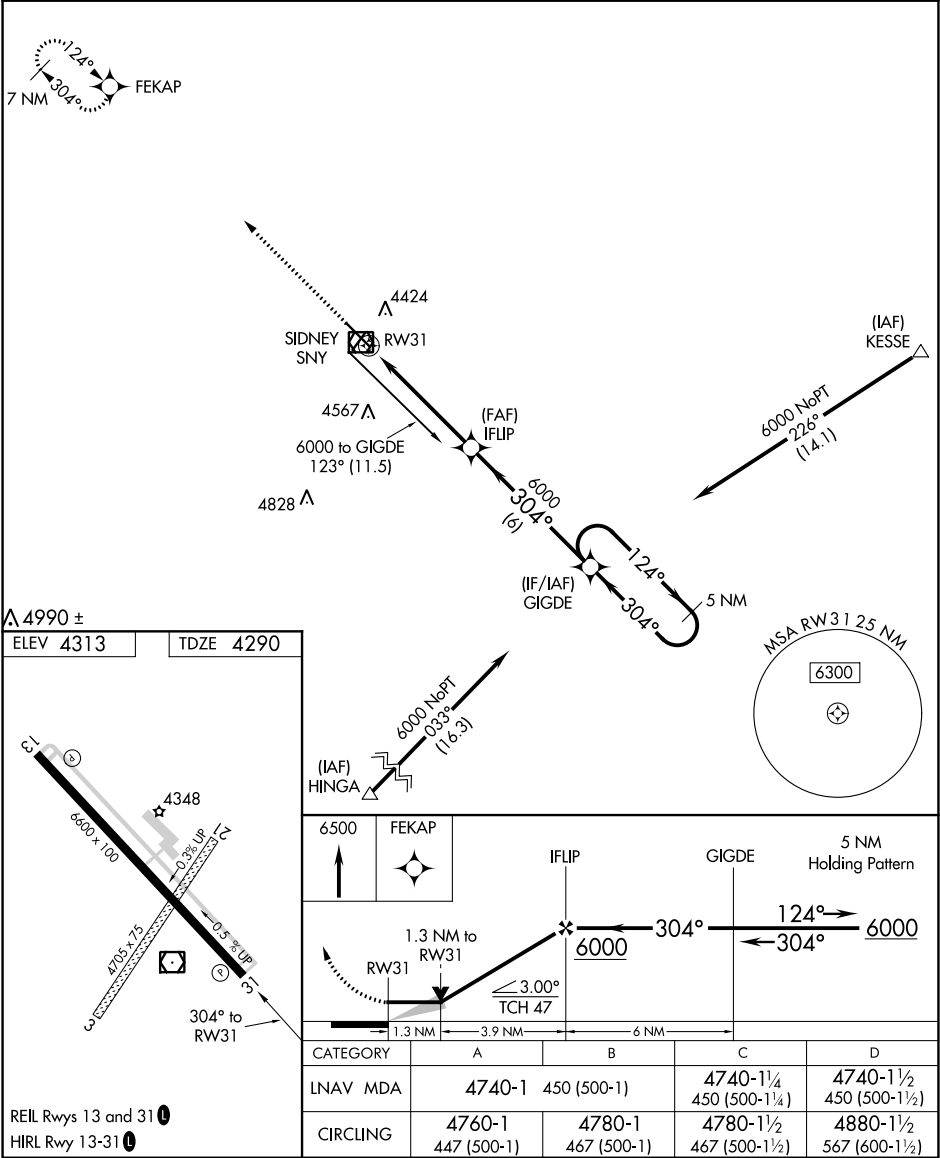 124°
304°
7 NM
FEKAP
4424
SIDNEY
SNY
RW31
(IAF)
KESSE
4567
(FAF)
IFLIP
6000 NoPT
226°
(14.1)
6000 to GIGDE
123° (11.5)
6000
304°
(6)
4828
124°
(IF/IAF)
GIGDE
304°
5 NM
4990 ±
MSA RW31 25 NM
6300
6000 NoPT
033°
(16.3)
(IAF)
HINGA
ELEV 4313
TDZE 4290
13
P
4348
21
6600 x 100
0.3% UP
4705 x 75
0.5 % UP
P
31
3
304° to
RW31
REIL Rwys 13 and 31 L
HIRL Rwy 13-31 L
6500
FEKAP
IFLIP
GIGDE
5 NM
Holding Pattern
1.3 NM to
RW31
RW31
6000
304°
124°
304°
6000
3.00°
TCH 47
1.3 NM
3.9 NM
6 NM
CATEGORY A B C D
LNAV MDA 4740-1 450 (500-1) 4740-1¼ 4740-1½
450 (500-1¼) 450 (500-1½)
CIRCLING 4760-1 4780-1 4780-1½ 4880-1½
447 (500-1) 467 (500-1) 467 (500-1½) 567 (600-1½)